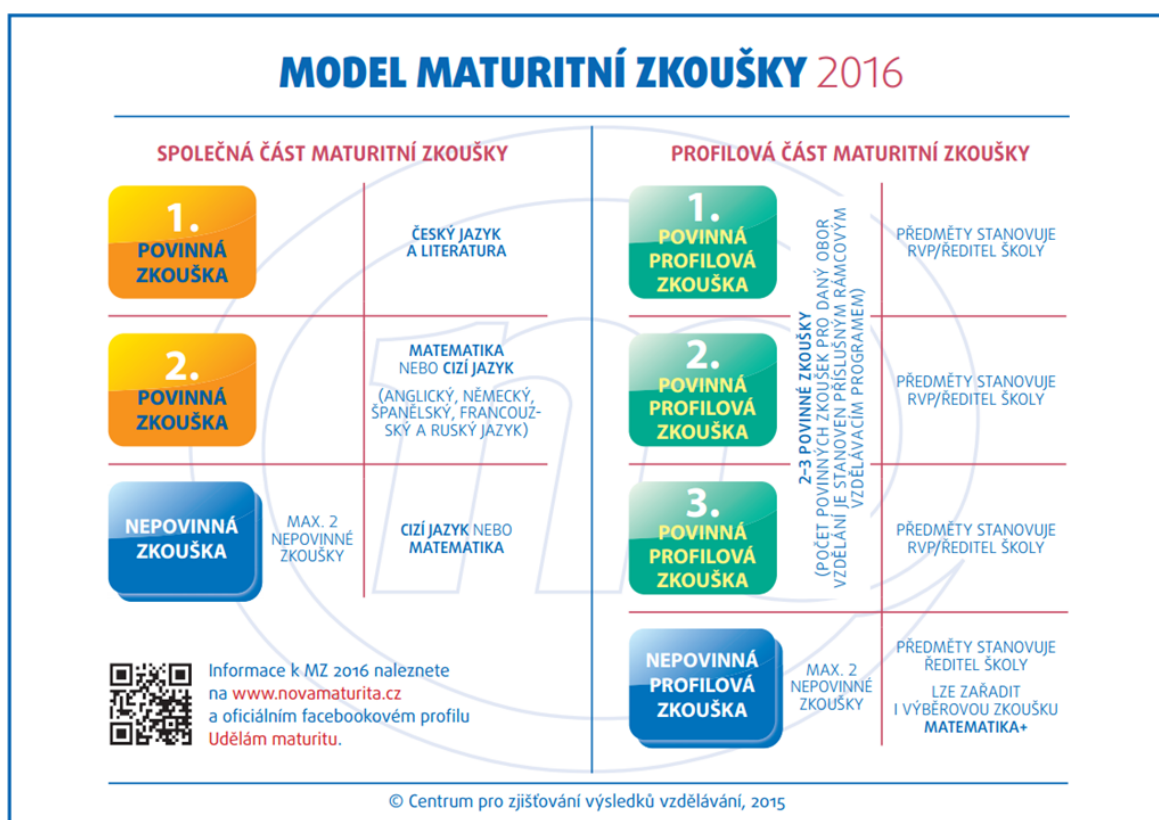 MODEL MATURITNÍ ZKOUŠKY 2016
SPOLEČNÁ ČÁST MATURITNÍ ZKOUŠKY
1.
POVINNÁ
ZKOUŠKA
ČESKÝ JAZYK
A LITERATURA
2.
POVINNÁ
ZKOUŠKA
MATEMATIKA
NEBO CIZÍ JAZYK
(ANGLICKÝ, NĚMECKÝ,
ŠPANĚLSKÝ, FRANCOUZ-
SKÝ A RUSKÝ JAZYK)
NEPOVINNÁ
ZKOUŠKA
MAX. 2
NEPOVINNÉ
ZKOUŠKY
CIZÍ JAZYK NEBO
MATEMATIKA
Informace k MZ 2016 naleznete
na www.novamaturita.cz
a oficiálním facebookovém profilu
Udělám maturitu.
PROFILOVÁ ČÁST MATURITNÍ ZKOUŠKY
1.
POVINNÁ
PROFILOVÁ
ZKOUŠKA
PŘEDMĚTY STANOVUJE
RVP/ŘEDITEL ŠKOLY
2.
POVINNÁ
PROFILOVÁ
ZKOUŠKA
PŘEDMĚTY STANOVUJE
RVP/ŘEDITEL ŠKOLY
3.
POVINNÁ
PROFILOVÁ
ZKOUŠKA
PŘEDMĚTY STANOVUJE
RVP/ŘEDITEL ŠKOLY
2–3 POVINNÉ ZKOUŠKY
(POČET POVINNÝCH ZKOUŠEK PRO DANÝ OBOR
VZDĚLÁNÍ JE STANOVEN PŘÍSLUŠNÝM RÁMCOVÝM
VZDĚLÁVACÍM PROGRAMEM)
NEPOVINNÁ
PROFILOVÁ
ZKOUŠKA
MAX. 2
NEPOVINNÉ
ZKOUŠKY
PŘEDMĚTY STANOVUJE
ŘEDITEL ŠKOLY
LZE ZAŘADIT
I VÝBĚROVOU ZKOUŠKU
MATEMATIKA+
© Centrum pro zjišťování výsledků vzdělávání, 2015